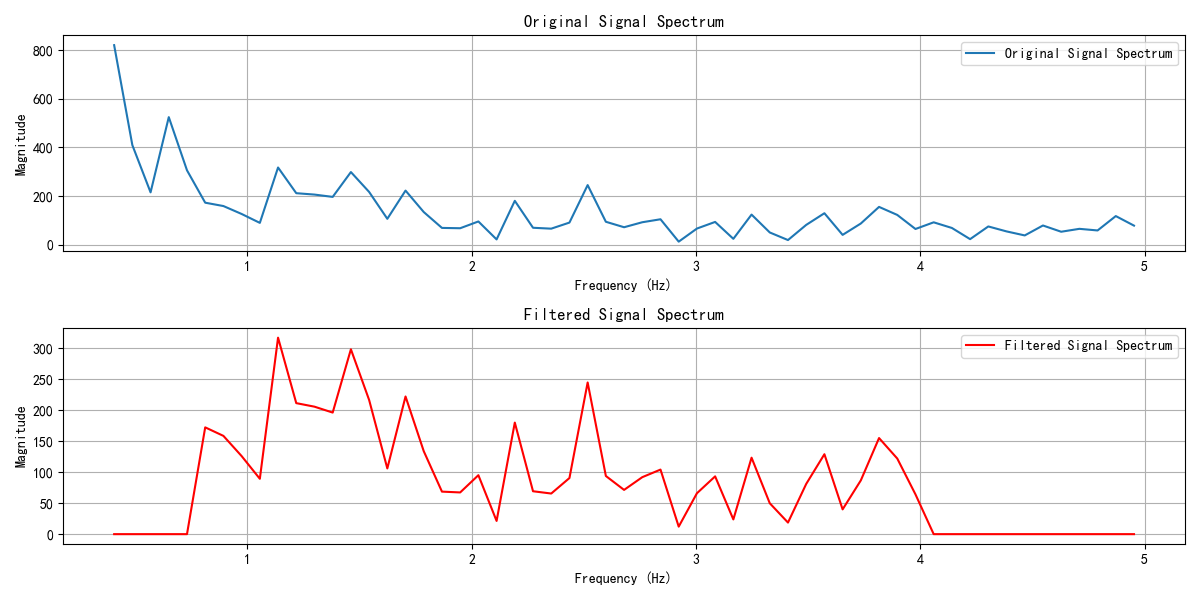 Original Signal Spectrum
800
600
400
200
0
Magnitude
Original Signal Spectrum
1 2 3 4 5
Frequency (Hz)
Filtered Signal Spectrum
300
250
200
150
100
50
0
Magnitude
Filtered Signal Spectrum
1 2 3 4 5
Frequency (Hz)